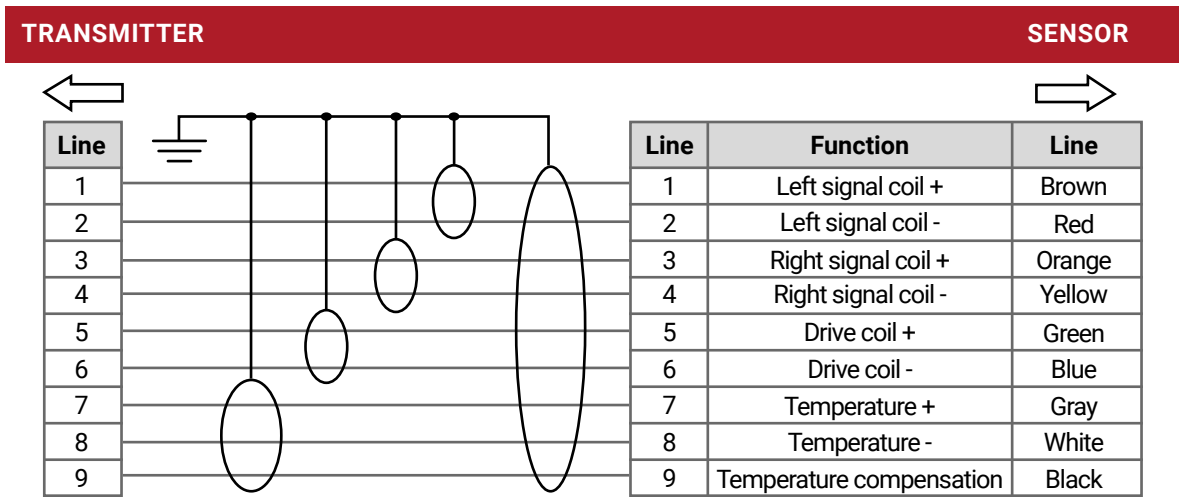 TRANSMITTER SENSOR
Line Line Function Line
1 1 Left signal coil + Brown
2 2 Left signal coil - Red
3 3 Right signal coil + Orange
4 4 Right signal coil - Yellow
5 5 Drive coil + Green
6 6 Drive coil - Blue
7 7 Temperature + Gray
8 8 Temperature - White
9 9 Temperature compensation Black